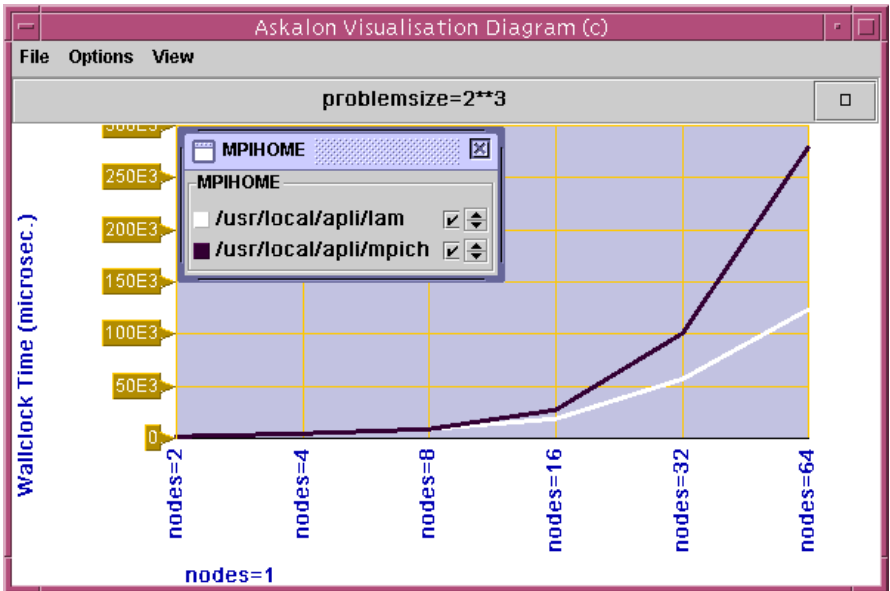 Askalon Visualisation Diagram (c)
File Options View
problemsize=2**3
300E3
250E3
200E3
150E3
100E3
50E3
0
Wallclock Time (microsec.)
MPIHOME
MPIHOME
/usr/local/apli/lam
/usr/local/apli/mpich
nodes=2
nodes=4
nodes=8
nodes=16
nodes=32
nodes=64
nodes=1